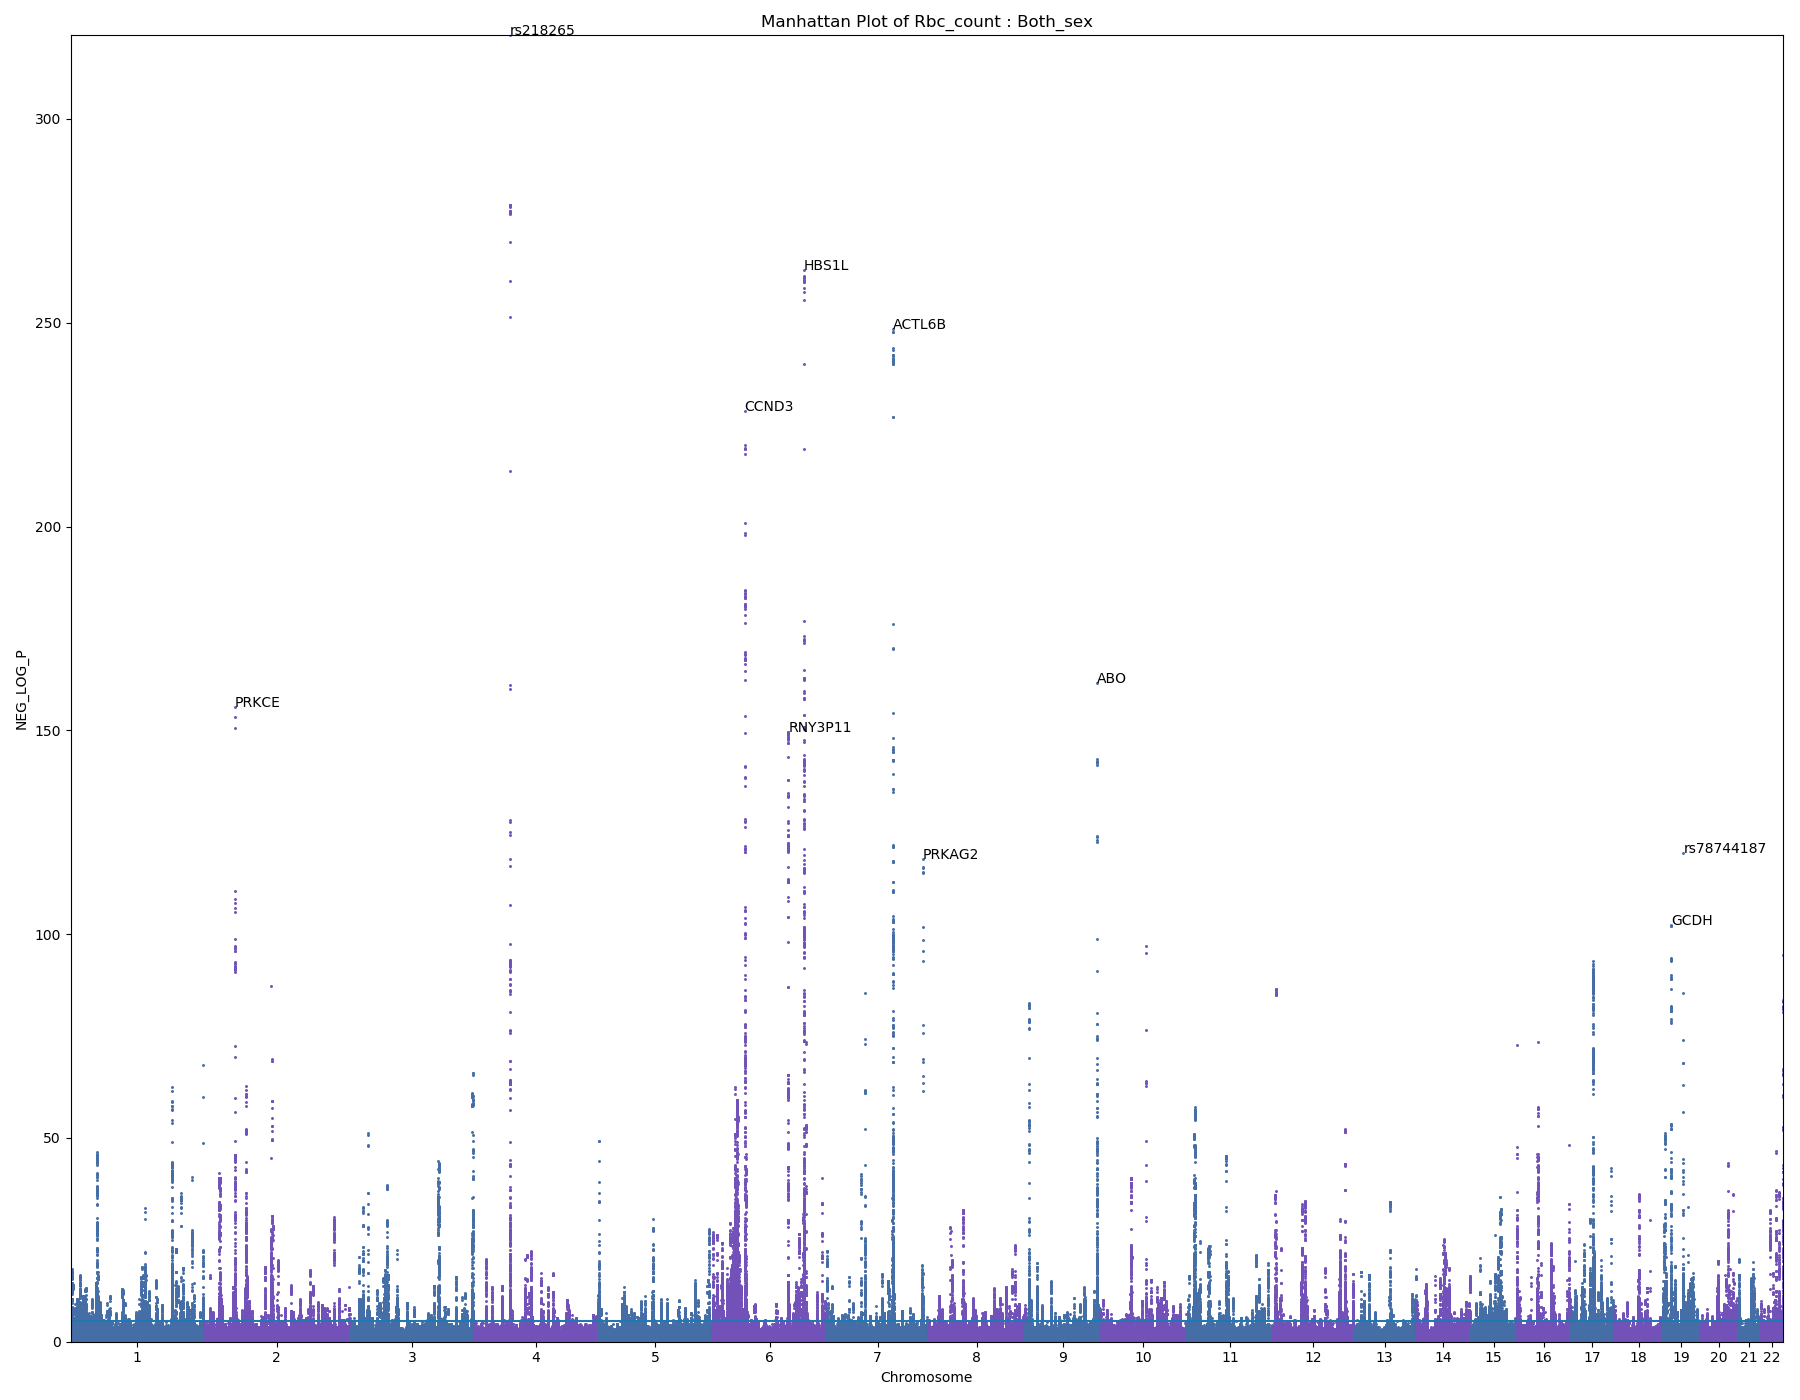 Manhattan Plot of Rbc_count : Both_sex
rs218265
300
HBS1L
250
ACTL6B
CCND3
200
NEG_LOG_P
ABO
PRKCE
150
RNY3P11
PRKAG2
rs78744187
GCDH
100
50
0
1 2 3 4 5 6 7 8 9 10 11 12 13 14 15 16 17 18 19 20 21 22
Chromosome